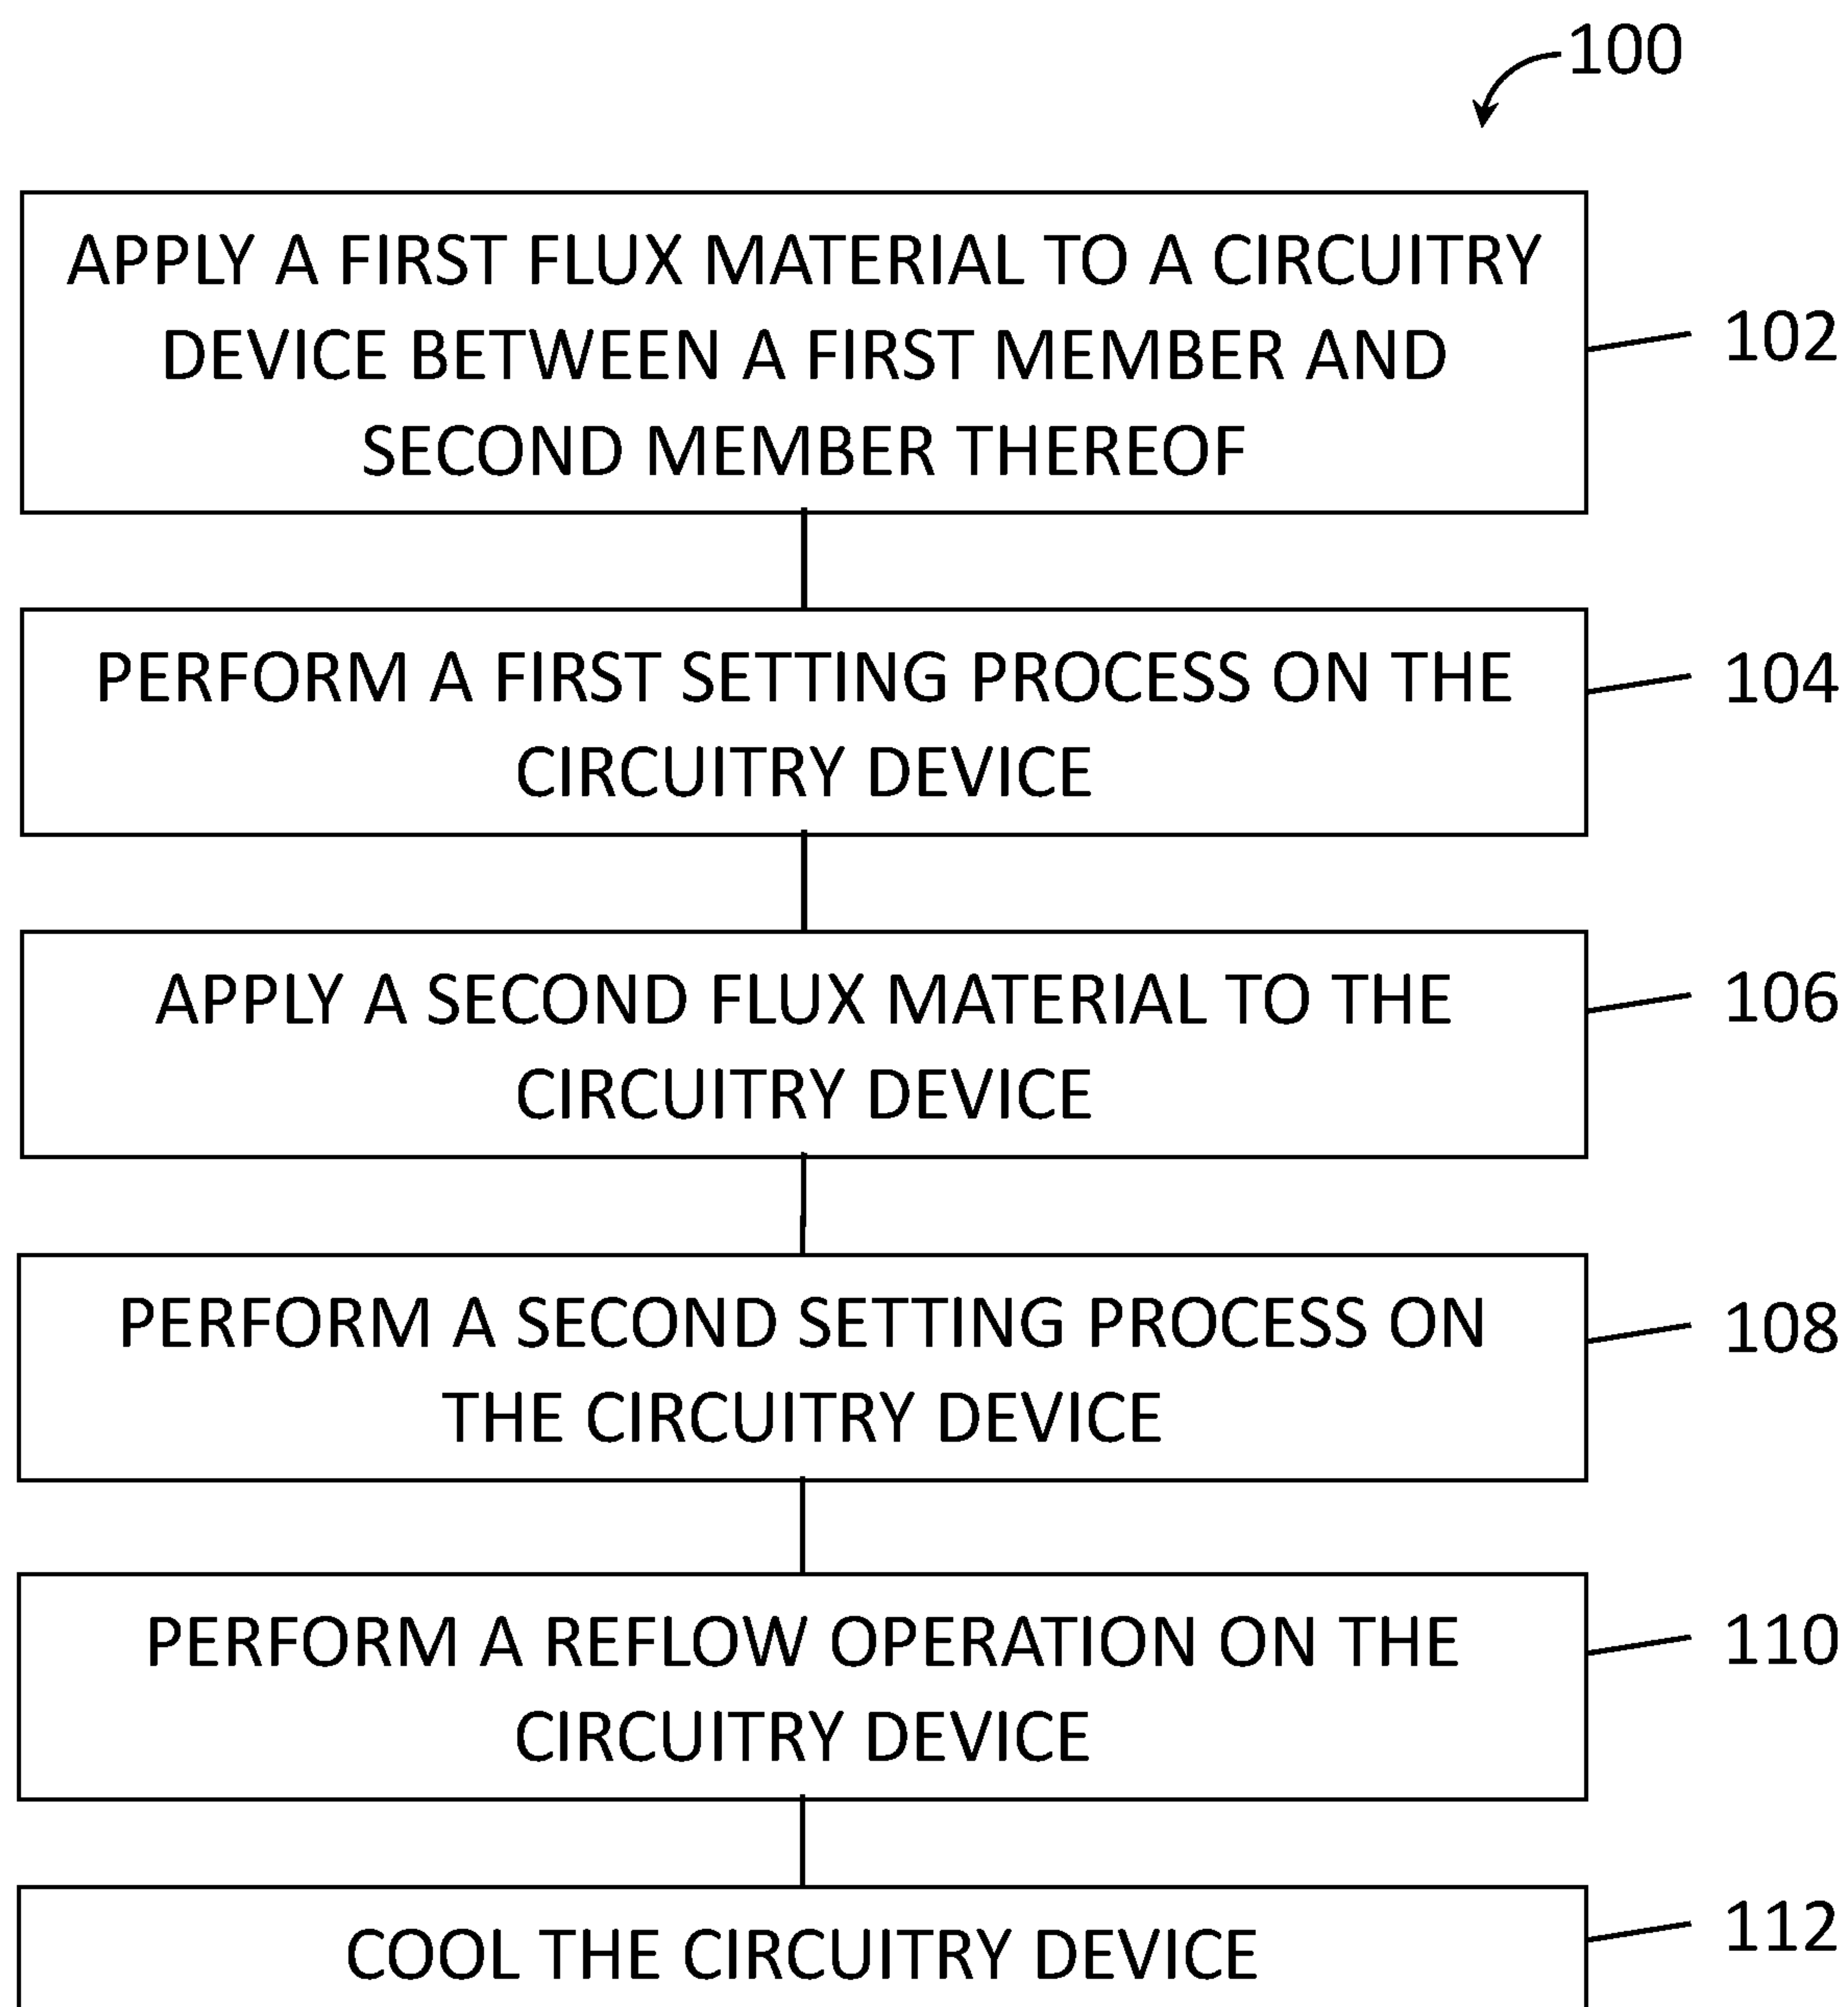 100
APPLY A FIRST FLUX MATERIAL TO A CIRCUITRY
DEVICE BETWEEN A FIRST MEMBER AND
SECOND MEMBER THEREOF
102
PERFORM A FIRST SETTING PROCESS ON THE
CIRCUITRY DEVICE
104
APPLY A SECOND FLUX MATERIAL TO THE
CIRCUITRY DEVICE
106
PERFORM A SECOND SETTING PROCESS ON
THE CIRCUITRY DEVICE
108
PERFORM A REFLOW OPERATION ON THE
CIRCUITRY DEVICE
110
COOL THE CIRCUITRY DEVICE
112